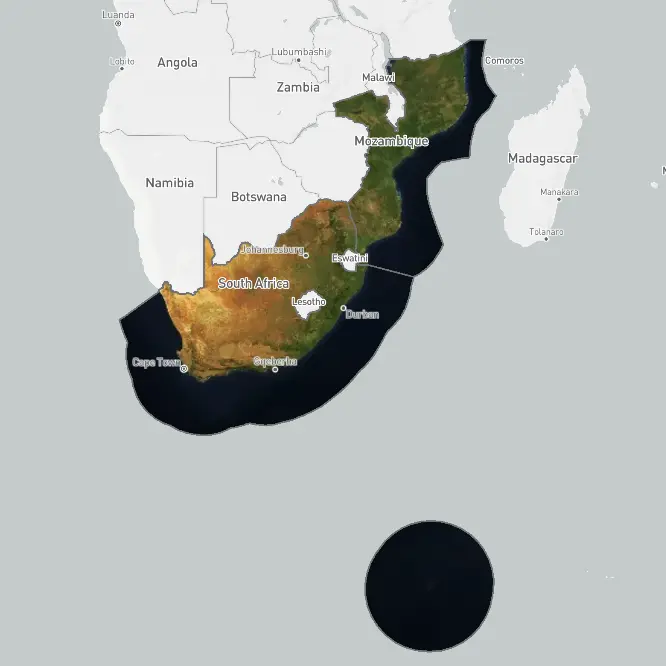 Luanda
Lobito
Angola
Lubumbashi
Zambia
Malawi
Comoros
Mozambique
Madagascar
Manakara
Tolanaro
Namibia
Botswana
Johannesburg
Eswatini
South Africa
Lesotho
Durban
Cape Town
Gqeberha
M